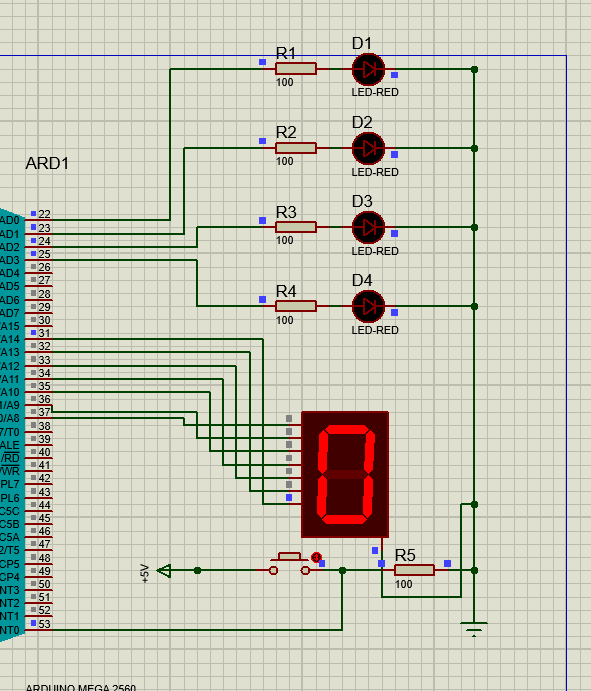 R1
D1
100
LED-RED
R2
D2
100
LED-RED
ARD1
R3
D3
100
LED-RED
R4
D4
100
LED-RED
AD0 22
AD1 23
AD2 24
AD3 25
AD4 26
AD5 27
AD6 28
AD7 29
A15 30
A14 31
A13 32
A12 33
A11 34
A10 35
1/A9 36
0/A8 37
7/T0 38
ALE 39
/RD 40
/WR 41
PL7 42
PL6 43
C5C 44
C5B 45
C5A 46
2/T5 47
CP5 48
CP4 49
NT3 50
NT2 51
NT1 52
NT0 53
+5V
R5
100
ARDUINO MEGA 2560